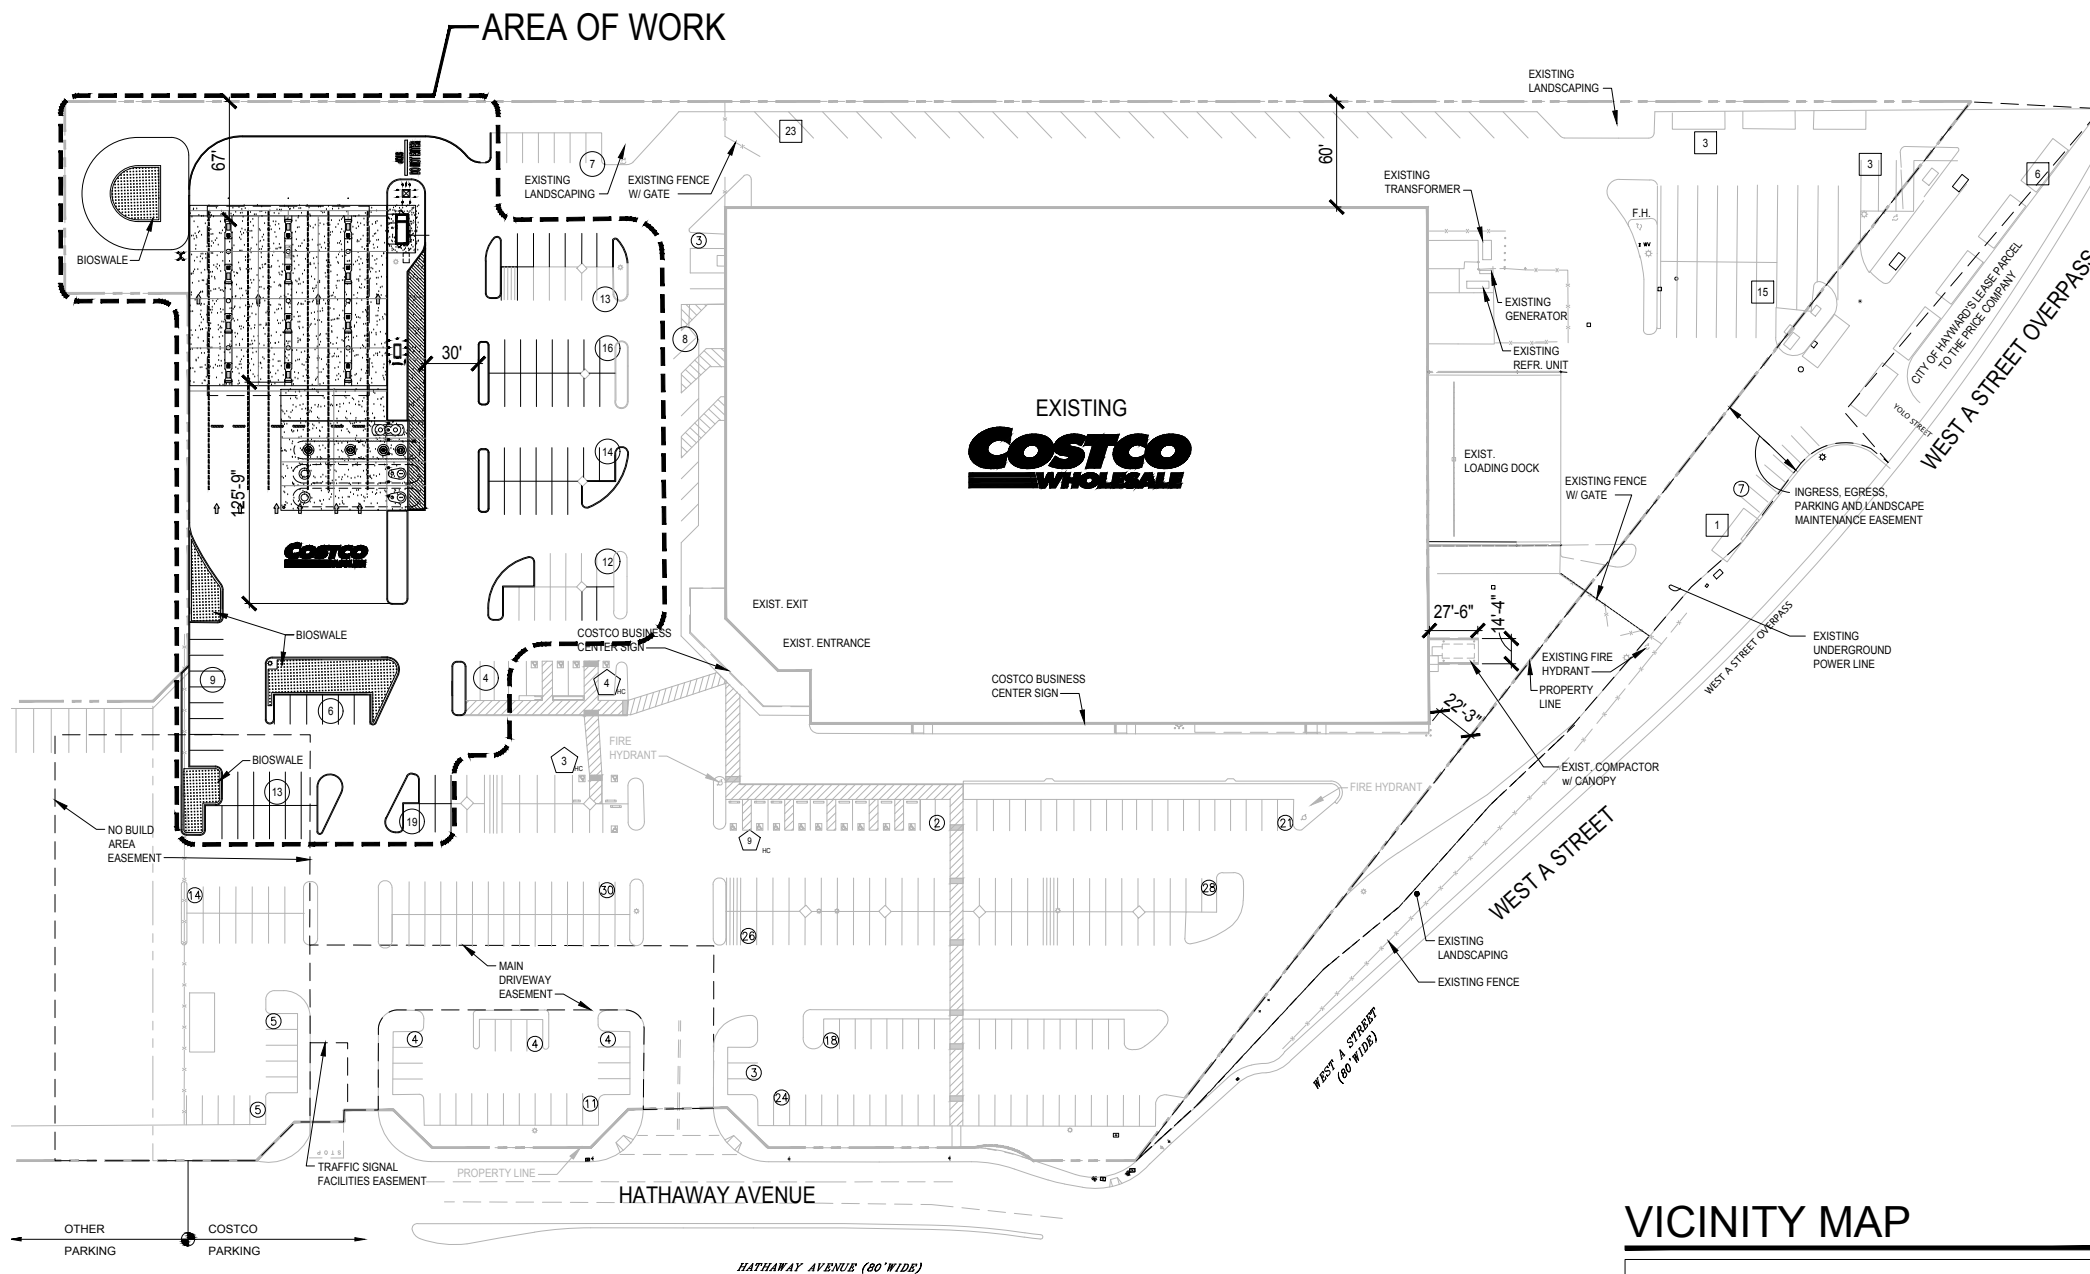 AREA OF WORK
EXISTING
LANDSCAPING
67'
DO NOT ENTER
23
60'
7
EXISTING
LANDSCAPING
EXISTING FENCE
W/ GATE
EXISTING
TRANSFORMER
3
3
6
F.H.
WV
BIOSWALE
3
13
15
EXISTING
GENERATOR
CITY OF HAYWARD'S LEASE PARCEL
TO THE PRICE COMPANY
WEST A STREET OVERPASS
8
16
30'
EXISTING
REFR. UNIT
YOLO STREET
EXISTING
COSTCO
WHOLESALE
14
EXIST.
LOADING DOCK
EXISTING FENCE
W/ GATE
125'-9"
7
1
INGRESS, EGRESS,
PARKING AND LANDSCAPE
MAINTENANCE EASEMENT
COSTCO
WHOLESALE
12
EXIST. EXIT
EXIST. ENTRANCE
27'-6"
14'-4"
BIOSWALE
COSTCO BUSINESS
CENTER SIGN
EXISTING FIRE
HYDRANT
EXISTING
UNDERGROUND
POWER LINE
WEST A STREET OVERPASS
9
4
4
HC
COSTCO BUSINESS
CENTER SIGN
PROPERTY
LINE
6
22'-3"
FIRE
HYDRANT
BIOSWALE
3
HC
EXIST. COMPACTOR
w/ CANOPY
13
FIRE HYDRANT
19
2
21
9
HC
NO BUILD
AREA
EASEMENT
WEST A STREET
14
30
28
26
EXISTING
LANDSCAPING
MAIN
DRIVEWAY
EASEMENT
EXISTING FENCE
5
4
4
4
18
WEST A STREET
(80'WIDE)
3
5
11
24
STOP
TRAFFIC SIGNAL
FACILITIES EASEMENT
PROPERTY LINE
HATHAWAY AVENUE
OTHER
PARKING
COSTCO
PARKING
VICINITY MAP
HATHAWAY AVENUE (80'WIDE)